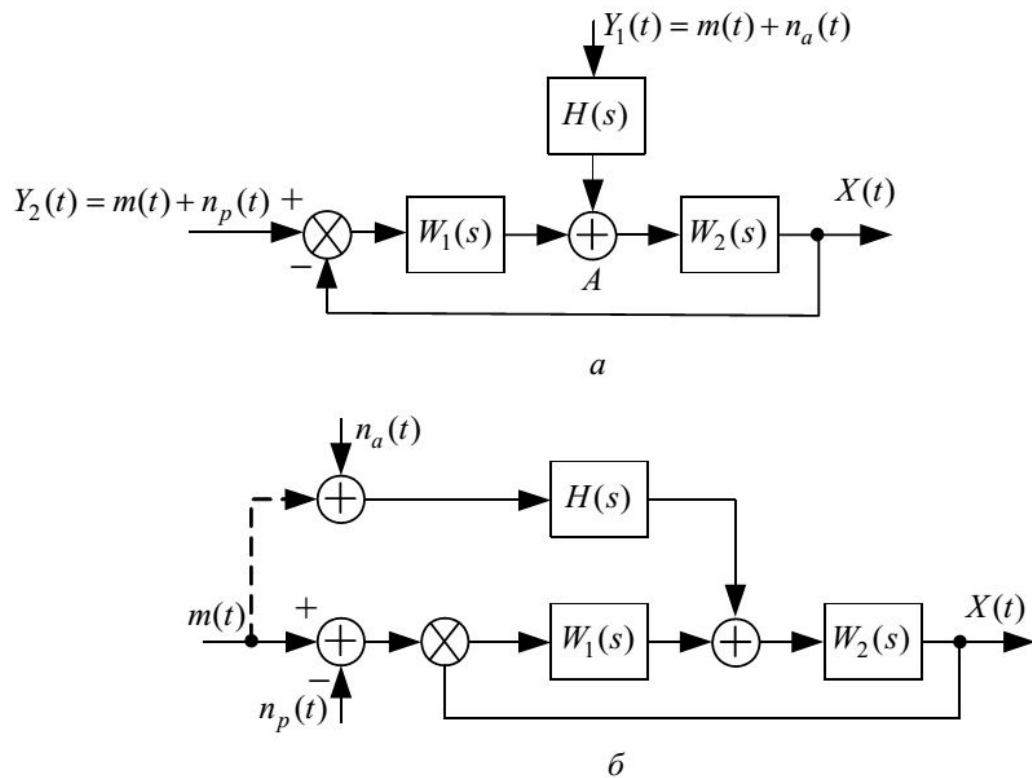 Y₁(t) = m(t) + nₐ(t)
H(s)
Y₂(t) = m(t) + nₚ(t) +
−
W₁(s)
A
W₂(s)
X(t)
а
nₐ(t)
H(s)
m(t)
+
−
nₚ(t)
W₁(s)
W₂(s)
X(t)
б